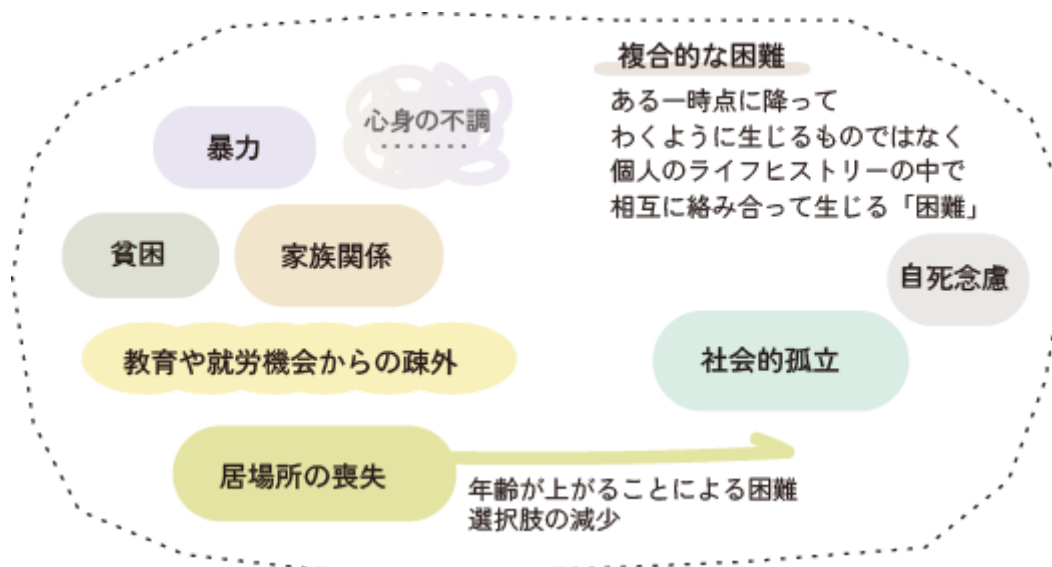 複合的な困難
ある一時点に降って
わくように生じるものではなく
個人のライフヒストリーの中で
相互に絡み合って生じる「困難」
心身の不調
暴力
貧困
家族関係
自死念慮
教育や就労機会からの疎外
社会的孤立
居場所の喪失
年齢が上がることによる困難
選択肢の減少